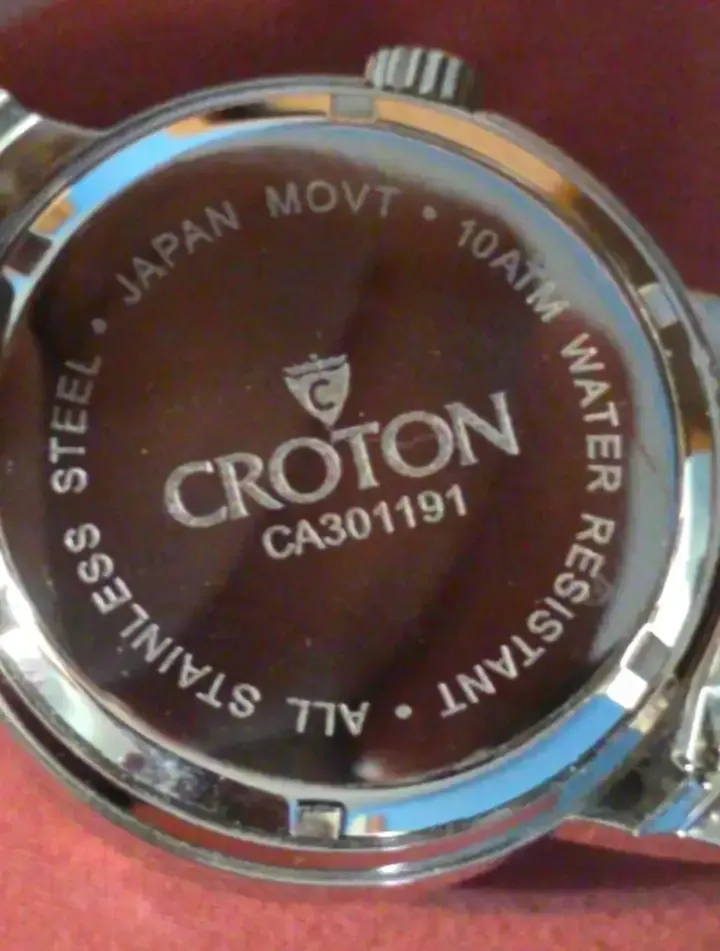 JAPAN MOVT • 10ATM WATER RESISTANT • ALL STAINLESS STEEL •
C
CROTON
CA301191